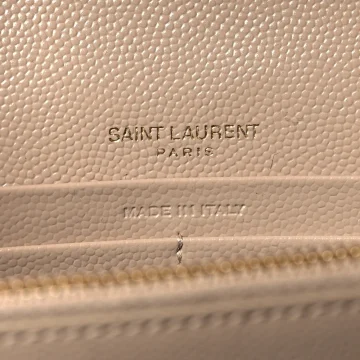 SAINT LAURENT
PARIS
MADE IN ITALY